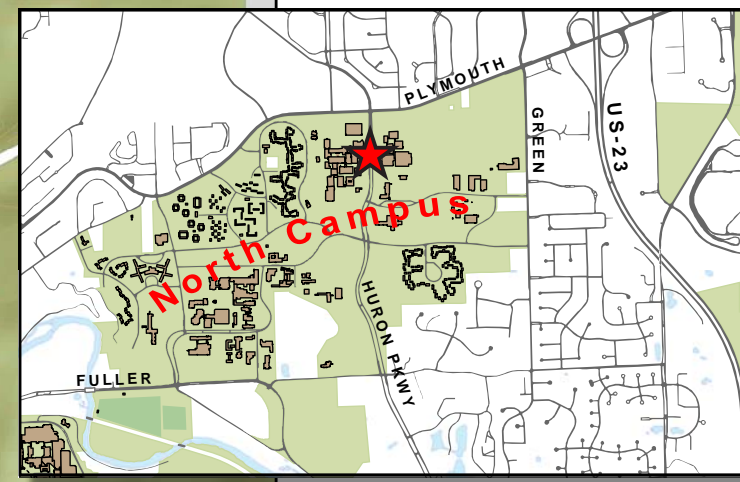 PLYMOUTH
GREEN
US-23
North Campus
HURON PKWY
FULLER